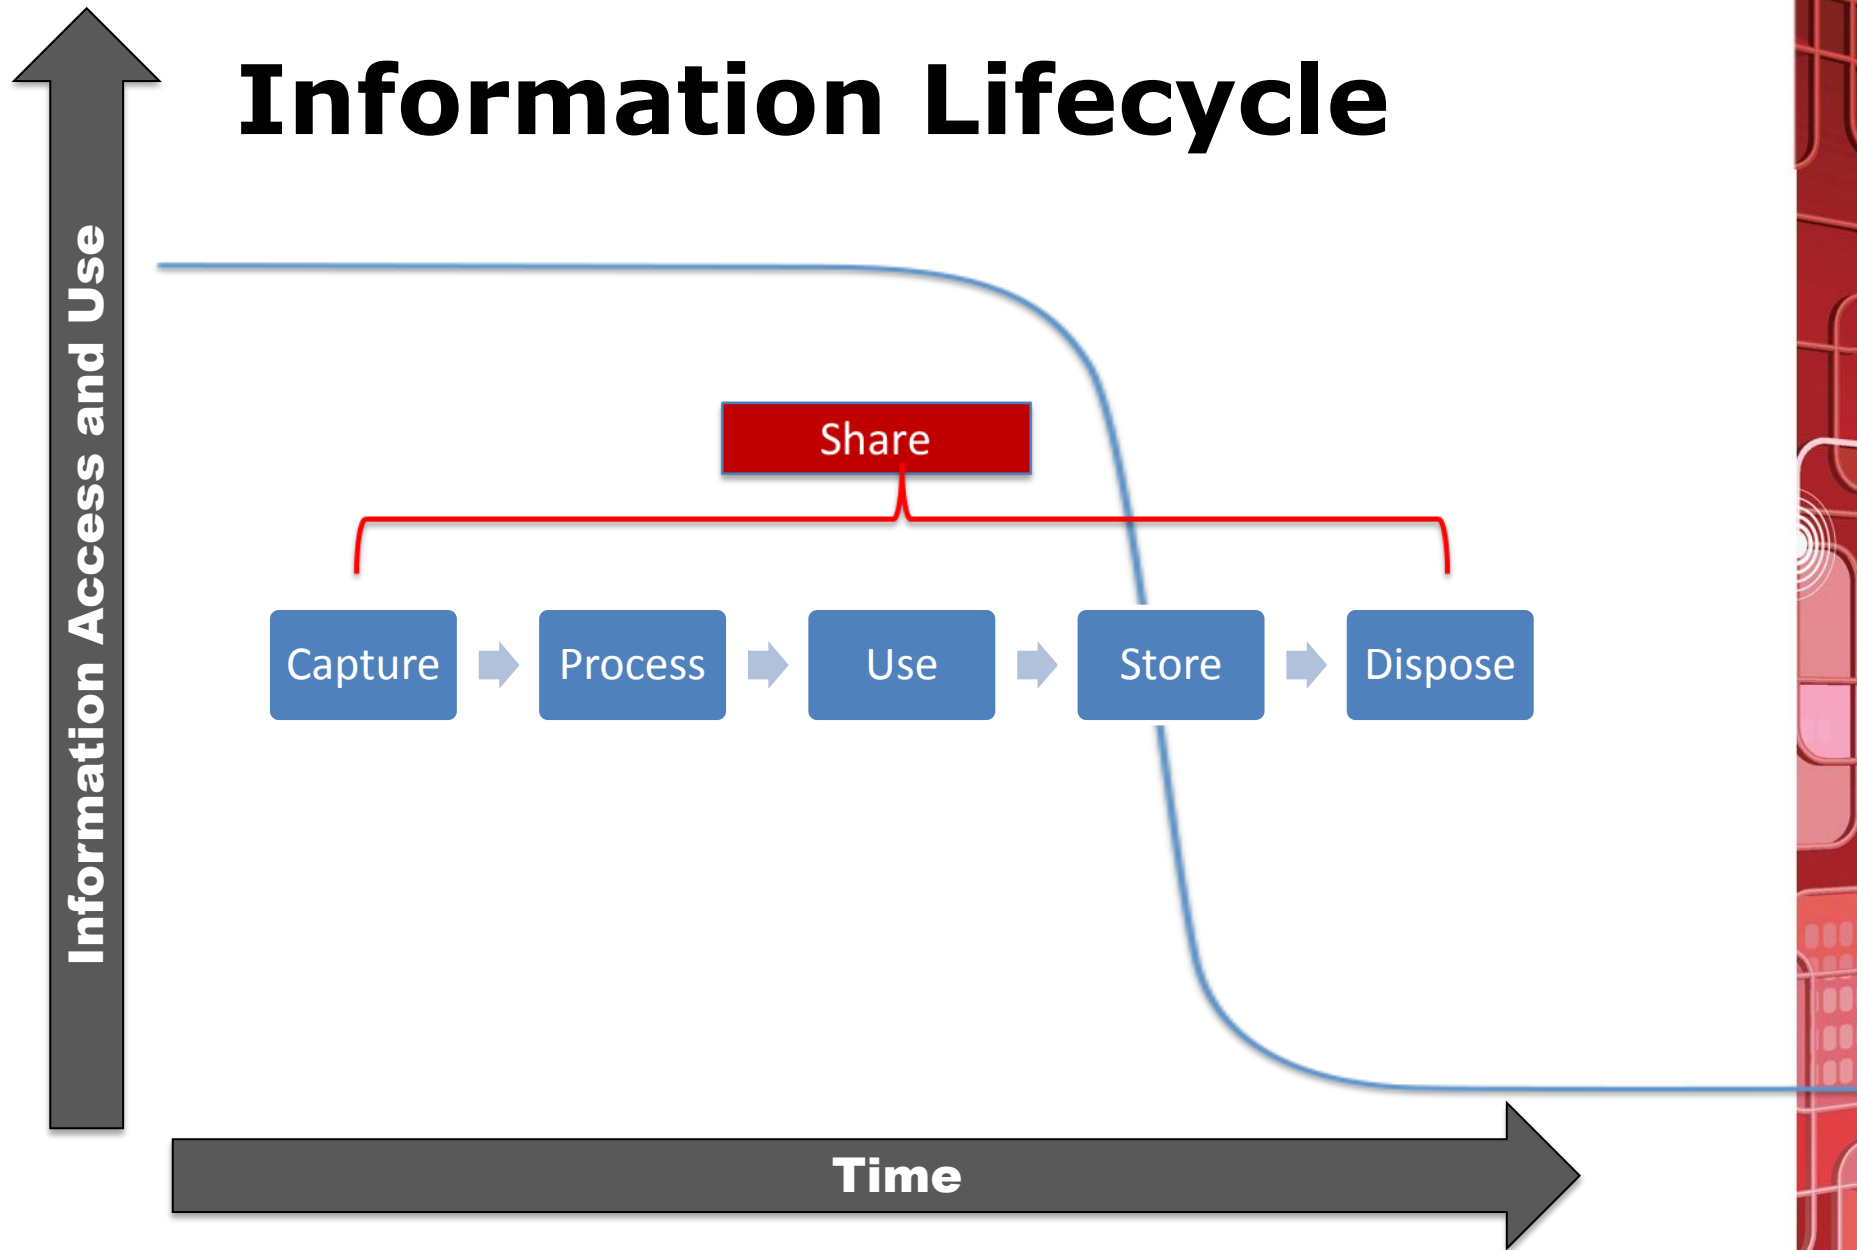 Information Lifecycle
Information Access and Use
Share
Capture
Process
Use
Store
Dispose
Time